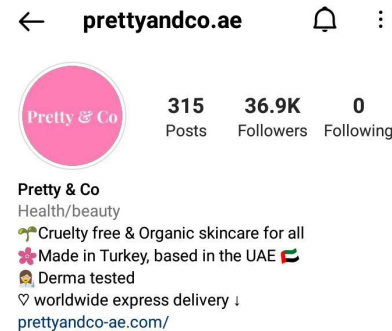 prettyandco.ae
Pretty & Co
315 36.9K 0
Posts Followers Following
Pretty & Co
Health/beauty
🌱Cruelty free & Organic skincare for all
🌸Made in Turkey, based in the UAE 🇦🇪
👩‍⚕️Derma tested
♡ worldwide express delivery ↓
prettyandco-ae.com/